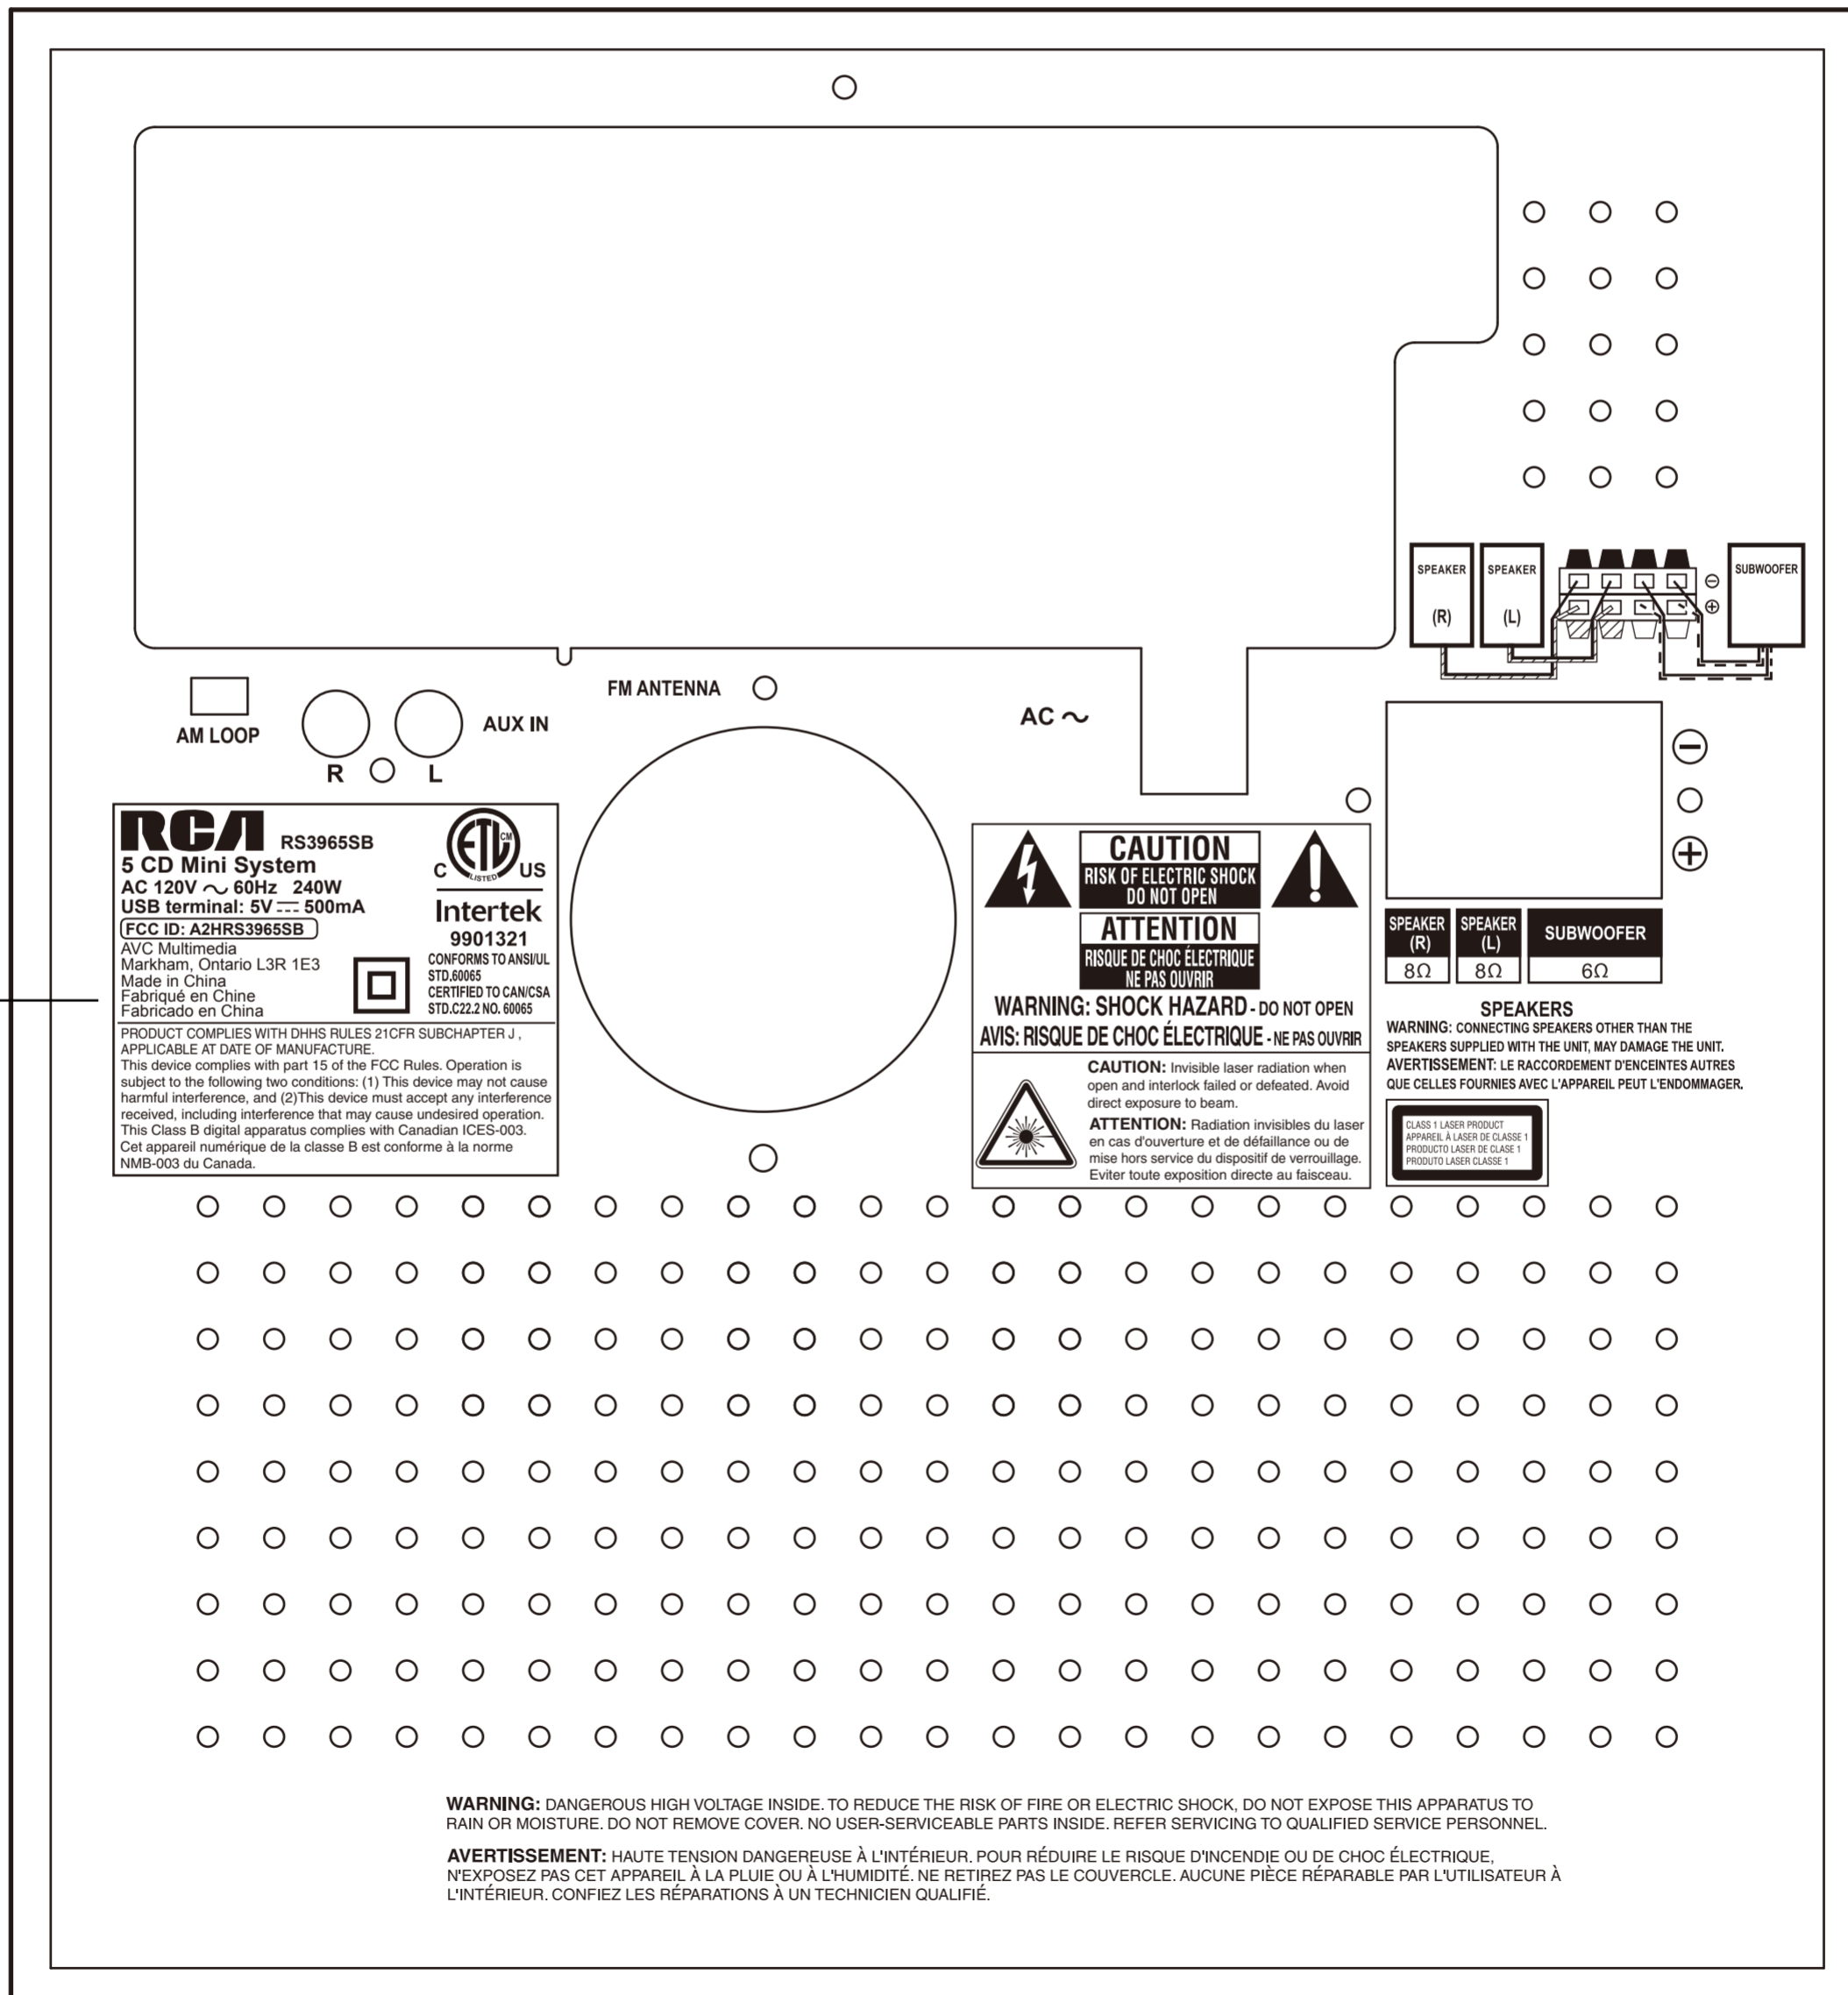 SPEAKER
(R)
SPEAKER
(L)
SUBWOOFER
AM LOOP
R
L
AUX IN
FM ANTENNA
AC
RCA RS3965SB
5 CD Mini System
AC 120V ~ 60Hz 240W
USB terminal: 5V ⎓ 500mA
FCC ID: A2HRS3965SB
AVC Multimedia
Markham, Ontario L3R 1E3
Made in China
Fabriqué en Chine
Fabricado en China
ETL CM
LISTED
C US
Intertek
9901321
CONFORMS TO ANSI/UL
STD.60065
CERTIFIED TO CAN/CSA
STD.C22.2 NO. 60065
PRODUCT COMPLIES WITH DHHS RULES 21CFR SUBCHAPTER J ,
APPLICABLE AT DATE OF MANUFACTURE.
This device complies with part 15 of the FCC Rules. Operation is
subject to the following two conditions: (1) This device may not cause
harmful interference, and (2)This device must accept any interference
received, including interference that may cause undesired operation.
This Class B digital apparatus complies with Canadian ICES-003.
Cet appareil numérique de la classe B est conforme à la norme
NMB-003 du Canada.
CAUTION
RISK OF ELECTRIC SHOCK
DO NOT OPEN
ATTENTION
RISQUE DE CHOC ÉLECTRIQUE
NE PAS OUVRIR
WARNING: SHOCK HAZARD - DO NOT OPEN
AVIS: RISQUE DE CHOC ÉLECTRIQUE - NE PAS OUVRIR
CAUTION: Invisible laser radiation when
open and interlock failed or defeated. Avoid
direct exposure to beam.
ATTENTION: Radiation invisibles du laser
en cas d'ouverture et de défaillance ou de
mise hors service du dispositif de verrouillage.
Eviter toute exposition directe au faisceau.
SPEAKER
(R)
8Ω
SPEAKER
(L)
8Ω
SUBWOOFER
6Ω
SPEAKERS
WARNING: CONNECTING SPEAKERS OTHER THAN THE
SPEAKERS SUPPLIED WITH THE UNIT, MAY DAMAGE THE UNIT.
AVERTISSEMENT: LE RACCORDEMENT D'ENCEINTES AUTRES
QUE CELLES FOURNIES AVEC L'APPAREIL PEUT L'ENDOMMAGER.
CLASS 1 LASER PRODUCT
APPAREIL À LASER DE CLASSE 1
PRODUCTO LASER DE CLASE 1
PRODUTO LASER CLASSE 1
WARNING: DANGEROUS HIGH VOLTAGE INSIDE. TO REDUCE THE RISK OF FIRE OR ELECTRIC SHOCK, DO NOT EXPOSE THIS APPARATUS TO
RAIN OR MOISTURE. DO NOT REMOVE COVER. NO USER-SERVICEABLE PARTS INSIDE. REFER SERVICING TO QUALIFIED SERVICE PERSONNEL.
AVERTISSEMENT: HAUTE TENSION DANGEREUSE À L'INTÉRIEUR. POUR RÉDUIRE LE RISQUE D'INCENDIE OU DE CHOC ÉLECTRIQUE,
N'EXPOSEZ PAS CET APPAREIL À LA PLUIE OU À L'HUMIDITÉ. NE RETIREZ PAS LE COUVERCLE. AUCUNE PIÈCE RÉPARABLE PAR L'UTILISATEUR À
L'INTÉRIEUR. CONFIEZ LES RÉPARATIONS À UN TECHNICIEN QUALIFIÉ.